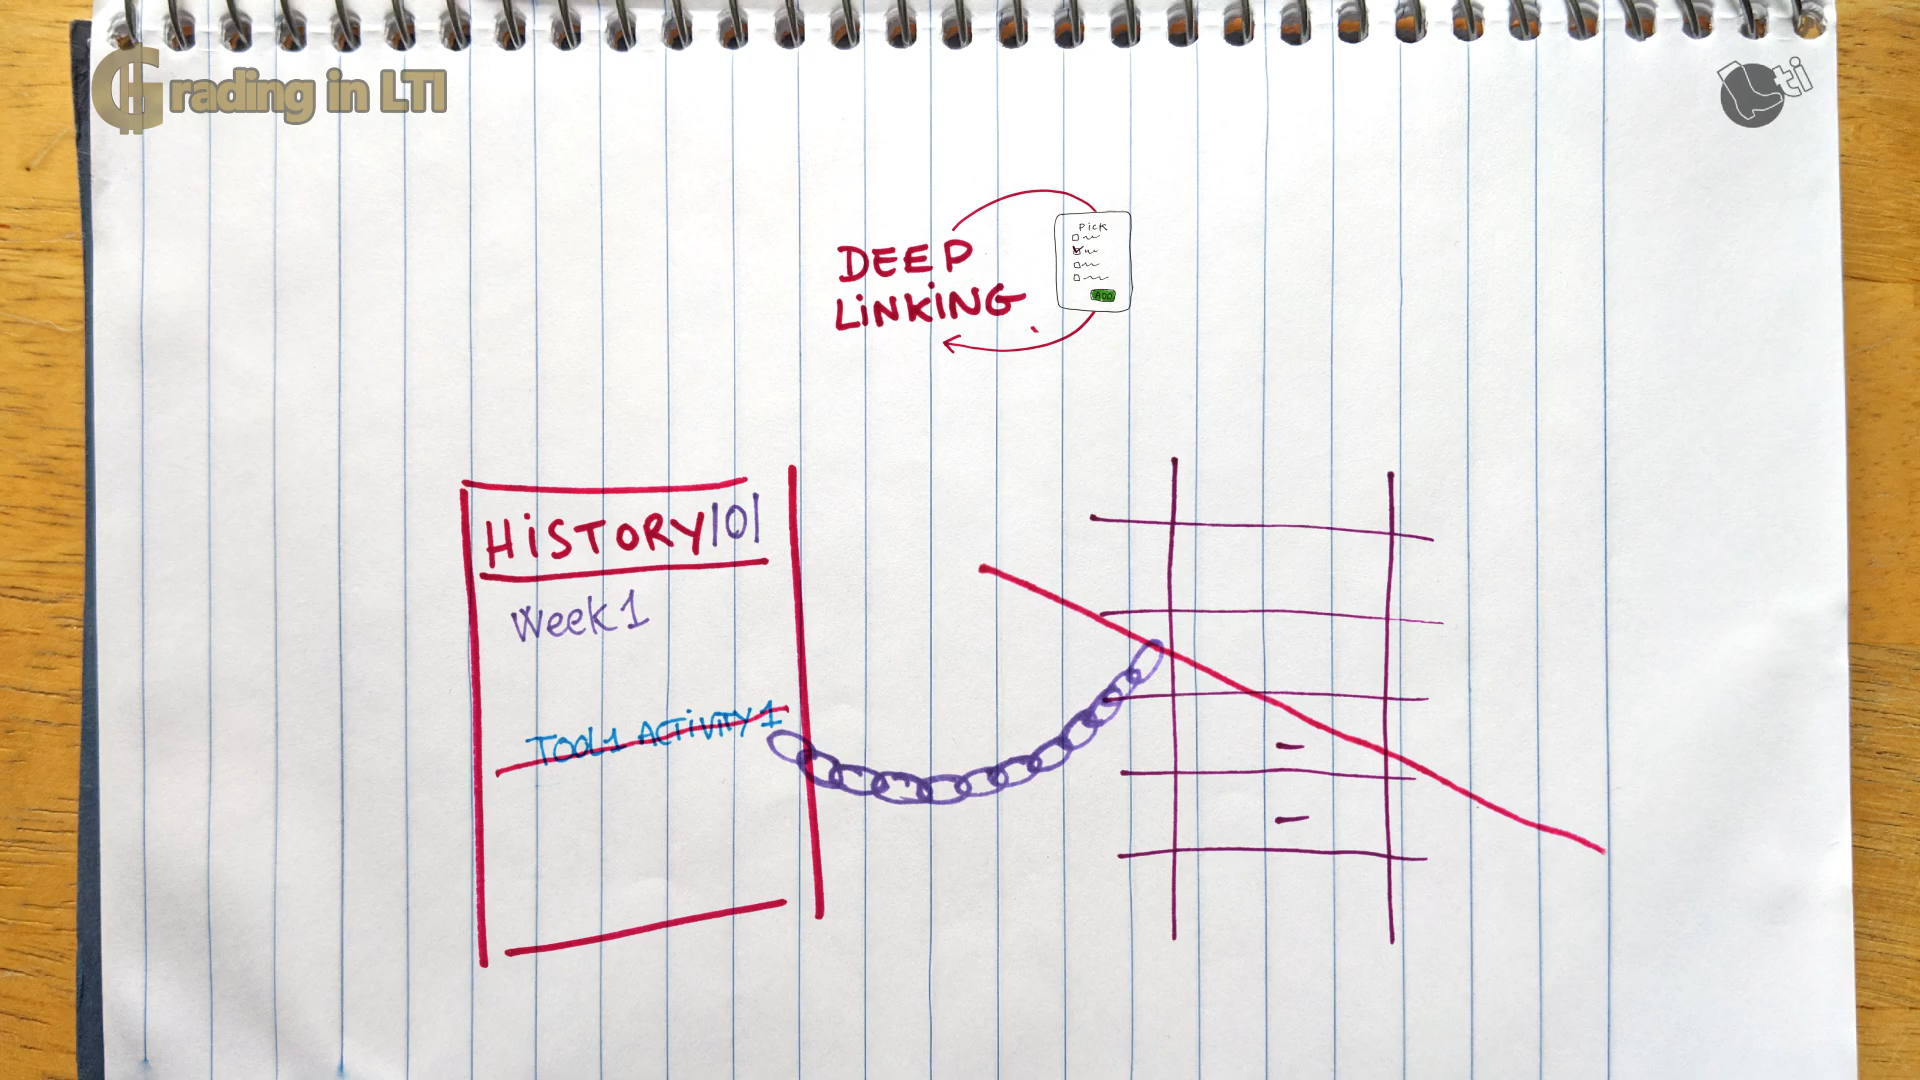 Grading in LTI
Lti
DEEP
LiNKiNG
Pick
ADD
HiSTORY101
Week 1
TOOL1 ACTiViTY 1